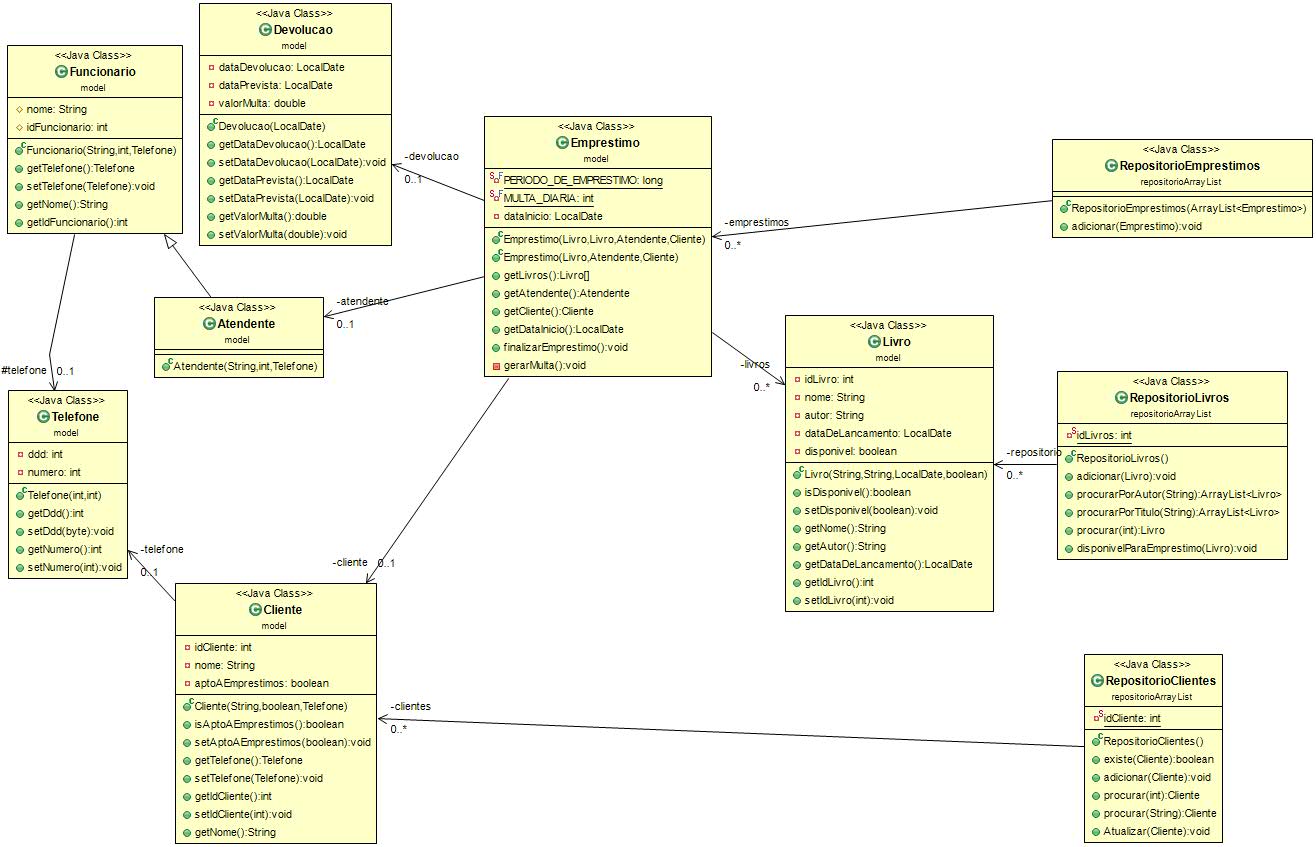 <<Java Class>>
Devolucao
model
dataDevolucao: LocalDate
dataPrevista: LocalDate
valorMulta: double
Devolucao(LocalDate)
getDataDevolucao():LocalDate
setDataDevolucao(LocalDate):void
getDataPrevista():LocalDate
setDataPrevista(LocalDate):void
getValorMulta():double
setValorMulta(double):void
<<Java Class>>
Funcionario
model
nome: String
idFuncionario: int
Funcionario(String,int,Telefone)
getTelefone():Telefone
setTelefone(Telefone):void
getNome():String
getIdFuncionario():int
<<Java Class>>
Emprestimo
model
PERIODO_DE_EMPRESTIMO: long
MULTA_DIARIA: int
dataInicio: LocalDate
Emprestimo(Livro,Livro,Atendente,Cliente)
Emprestimo(Livro,Atendente,Cliente)
getLivros():Livro[]
getAtendente():Atendente
getCliente():Cliente
getDataInicio():LocalDate
finalizarEmprestimo():void
gerarMulta():void
-devolucao
0..1
<<Java Class>>
RepositorioEmprestimos
repositorioArrayList
RepositorioEmprestimos(ArrayList<Emprestimo>)
adicionar(Emprestimo):void
-emprestimos
0..*
<<Java Class>>
Atendente
model
Atendente(String,int,Telefone)
-atendente
0..1
#telefone
0..1
<<Java Class>>
Livro
model
idLivro: int
nome: String
autor: String
dataDeLancamento: LocalDate
disponivel: boolean
Livro(String,String,LocalDate,boolean)
isDisponivel():boolean
setDisponivel(boolean):void
getNome():String
getAutor():String
getDataDeLancamento():LocalDate
getIdLivro():int
setIdLivro(int):void
-livros
0..*
<<Java Class>>
RepositorioLivros
repositorioArrayList
idLivros: int
RepositorioLivros()
adicionar(Livro):void
procurarPorAutor(String):ArrayList<Livro>
procurarPorTitulo(String):ArrayList<Livro>
procurar(int):Livro
disponivelParaEmprestimo(Livro):void
-repositorio
0..*
<<Java Class>>
Telefone
model
ddd: int
numero: int
Telefone(int,int)
getDdd():int
setDdd(byte):void
getNumero():int
setNumero(int):void
-telefone
0..1
-cliente
0..1
<<Java Class>>
Cliente
model
idCliente: int
nome: String
aptoAEmprestimos: boolean
Cliente(String,boolean,Telefone)
isAptoAEmprestimos():boolean
setAptoAEmprestimos(boolean):void
getTelefone():Telefone
setTelefone(Telefone):void
getIdCliente():int
setIdCliente(int):void
getNome():String
-clientes
0..*
<<Java Class>>
RepositorioClientes
repositorioArrayList
idCliente: int
RepositorioClientes()
existe(Cliente):boolean
adicionar(Cliente):void
procurar(int):Cliente
procurar(String):Cliente
Atualizar(Cliente):void